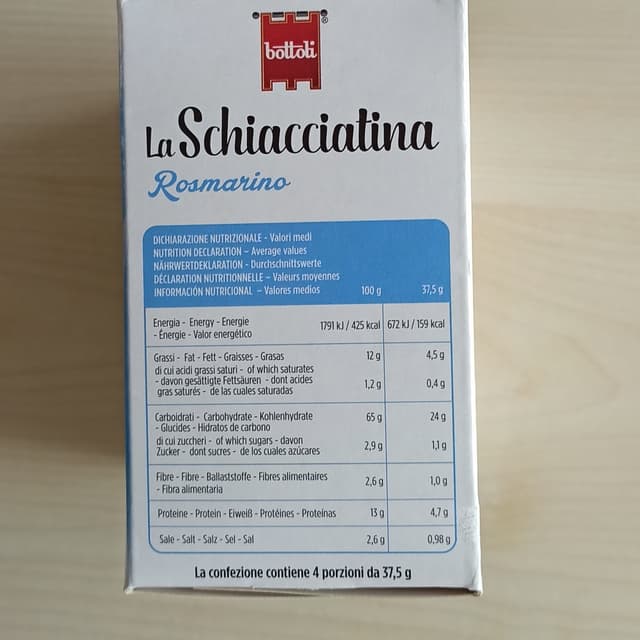 bottoli
®
La Schiacciatina
Rosmarino
DICHIARAZIONE NUTRIZIONALE - Valori medi
NUTRITION DECLARATION – Average values
NÄHRWERTDEKLARATION - Durchschnittswerte
DÉCLARATION NUTRITIONNELLE – Valeurs moyennes
INFORMACIÓN NUTRICIONAL – Valores medios 100 g 37,5 g
Energia - Energy - Energie
- Énergie - Valor energético 1791 kJ / 425 kcal 672 kJ / 159 kcal
Grassi - Fat - Fett - Graisses - Grasas 12 g 4,5 g
di cui acidi grassi saturi - of which saturates
- davon gesättigte Fettsäuren - dont acides 1,2 g 0,4 g
gras saturés - de las cuales saturadas
Carboidrati - Carbohydrate - Kohlenhydrate 65 g 24 g
- Glucides - Hidratos de carbono
di cui zuccheri - of which sugars - davon
Zucker - dont sucres - de los cuales azúcares 2,9 g 1,1 g
Fibre - Fibre - Ballaststoffe - Fibres alimentaires
- Fibra alimentaria 2,6 g 1,0 g
Proteine - Protein - Eiweiß - Protéines - Proteínas 13 g 4,7 g
Sale - Salt - Salz - Sel - Sal 2,6 g 0,98 g
La confezione contiene 4 porzioni da 37,5 g